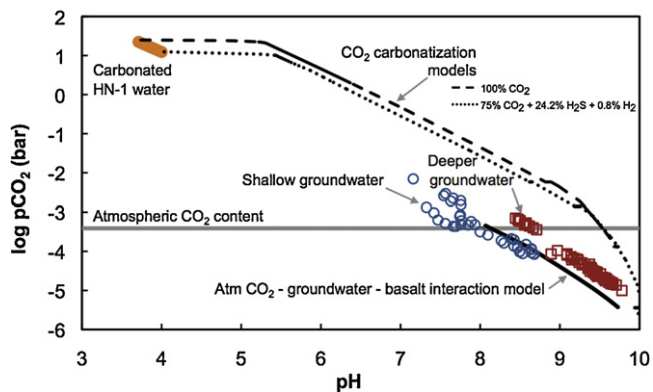 2
1
0
-1
-2
-3
-4
-5
-6
log pCO2 (bar)
Carbonated
HN-1 water
CO2 carbonatization
models
100% CO2
75% CO2 + 24.2% H2S + 0.8% H2
Shallow groundwater
Deeper
groundwater
Atmospheric CO2 content
Atm CO2 - groundwater - basalt interaction model
3 4 5 6 7 8 9 10
pH